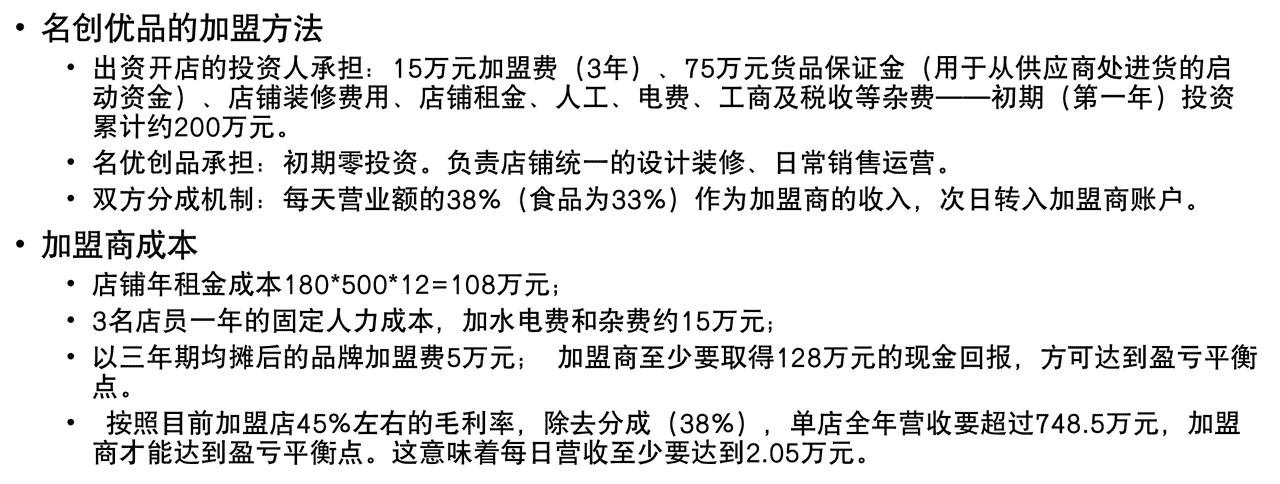 • 名创优品的加盟方法
• 出资开店的投资人承担：15万元加盟费（3年）、75万元货品保证金（用于从供应商处进货的启
动资金）、店铺装修费用、店铺租金、人工、电费、工商及税收等杂费——初期（第一年）投资
累计约200万元。
• 名优创品承担：初期零投资。负责店铺统一的设计装修、日常销售运营。
• 双方分成机制：每天营业额的38%（食品为33%）作为加盟商的收入，次日转入加盟商账户。
• 加盟商成本
• 店铺年租金成本180*500*12=108万元；
• 3名店员一年的固定人力成本，加水电费和杂费约15万元；
• 以三年期均摊后的品牌加盟费5万元； 加盟商至少要取得128万元的现金回报，方可达到盈亏平衡
点。
• 按照目前加盟店45%左右的毛利率，除去分成（38%），单店全年营收要超过748.5万元，加盟
商才能达到盈亏平衡点。这意味着每日营收至少要达到2.05万元。